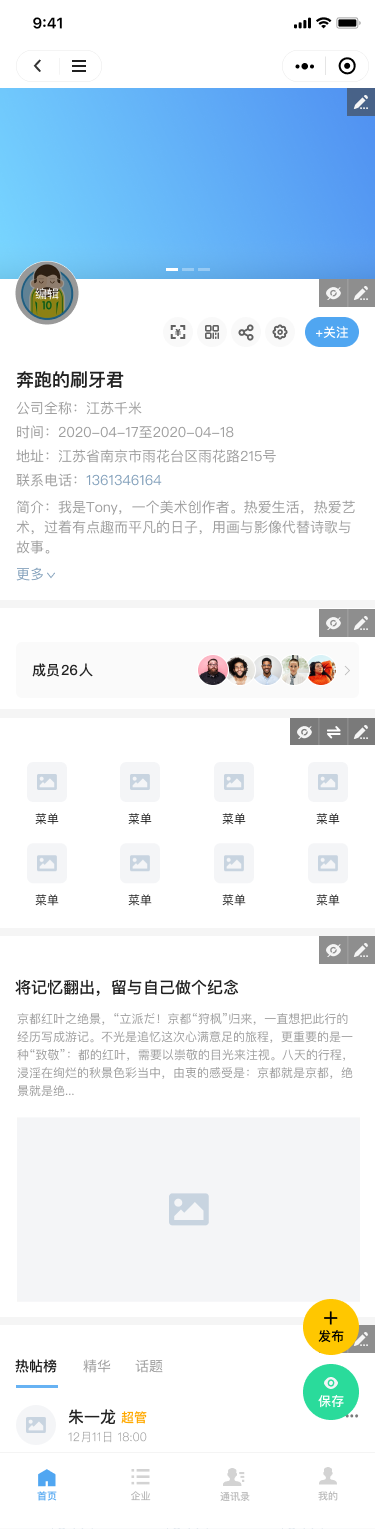 9:41
编辑
+关注
奔跑的刷牙君
公司全称：江苏千米
时间：2020-04-17至2020-04-18
地址：江苏省南京市雨花台区雨花路215号
联系电话：1361346164
简介：我是Tony，一个美术创作者。热爱生活，热爱艺
术，过着有点趣而平凡的日子，用画与影像代替诗歌与
故事。
更多
成员26人
菜单 菜单 菜单 菜单
菜单 菜单 菜单 菜单
将记忆翻出，留与自己做个纪念
京都红叶之绝景，“立派だ！京都“狩枫”归来，一直想把此行的
经历写成游记。不光是追忆这次心满意足的旅程，更重要的是一
种“致敬”：都的红叶，需要以崇敬的目光来注视。八天的行程，
浸淫在绚烂的秋景色彩当中，由衷的感受是：京都就是京都，绝
景就是绝...
发布
热帖榜 精华 话题
保存
朱一龙 超管
12月11日 18:00
首页 企业 通讯录 我的